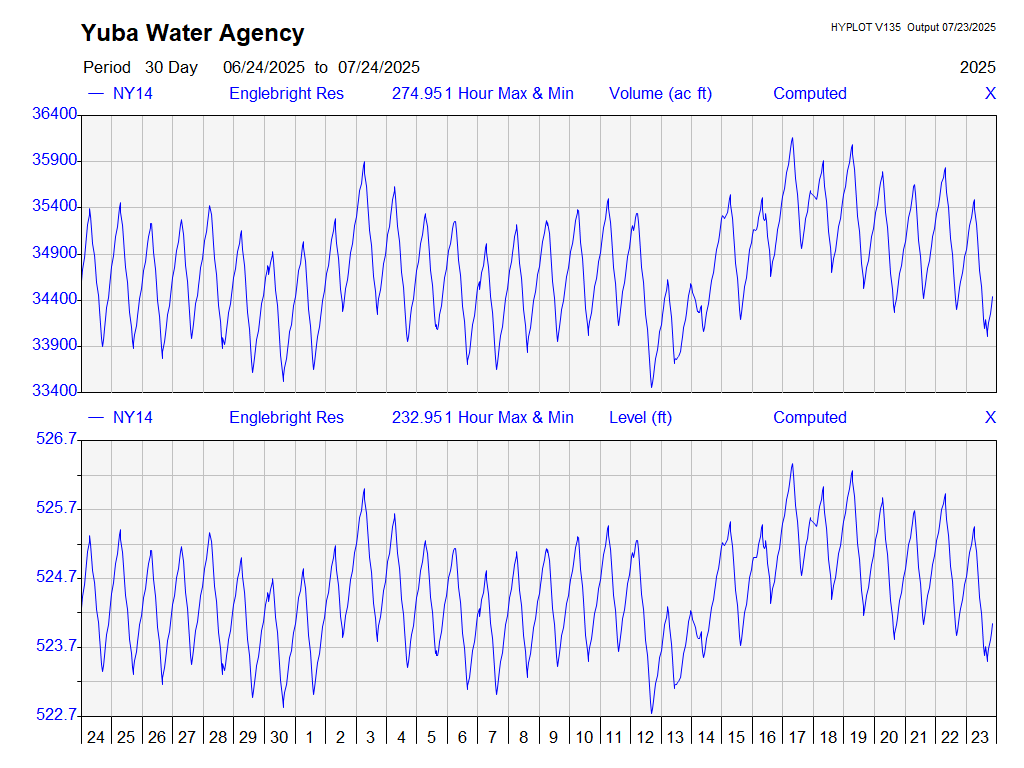 Yuba Water Agency
HYPLOT V135 Output 07/23/2025
Period 30 Day 06/24/2025 to 07/24/2025
2025
NY14 Englebright Res 274.951 Hour Max & Min Volume (ac ft) Computed X
36400
35900
35400
34900
34400
33900
33400
NY14 Englebright Res 232.951 Hour Max & Min Level (ft) Computed X
526.7
525.7
524.7
523.7
522.7
24 25 26 27 28 29 30 1 2 3 4 5 6 7 8 9 10 11 12 13 14 15 16 17 18 19 20 21 22 23